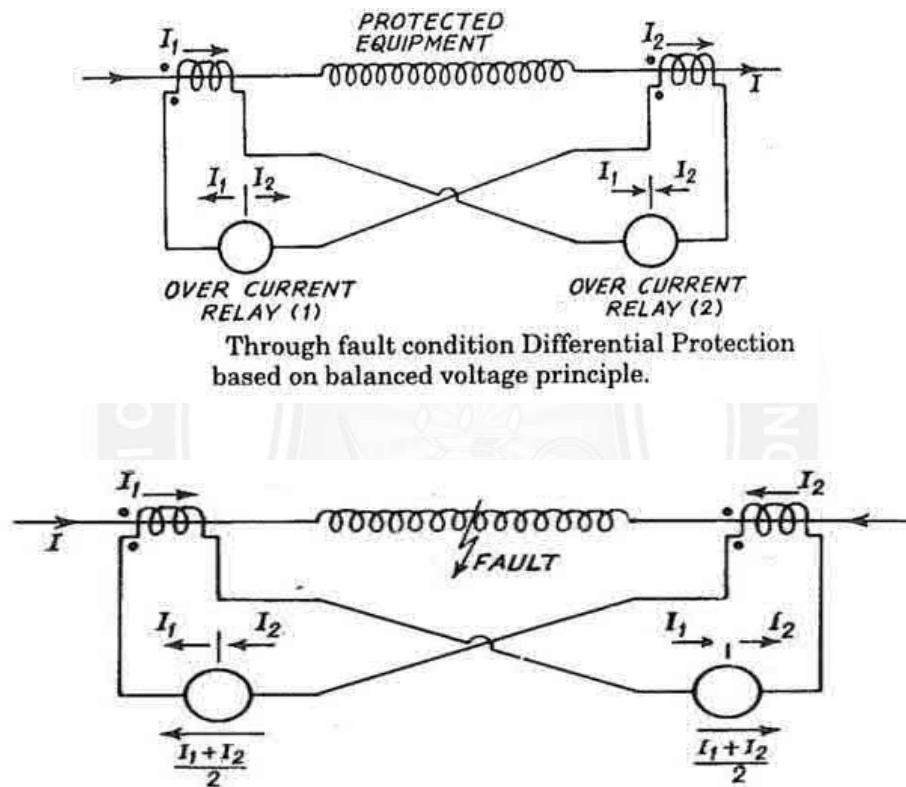 PROTECTED
EQUIPMENT
I₁
I₂
I
I₁ I₂
I₁ I₂
OVER CURRENT
RELAY (1)
OVER CURRENT
RELAY (2)
Through fault condition Differential Protection
based on balanced voltage principle.
I₁
I₂
I
FAULT
I₁ I₂
I₁ I₂
I₁ + I₂
2
I₁ + I₂
2